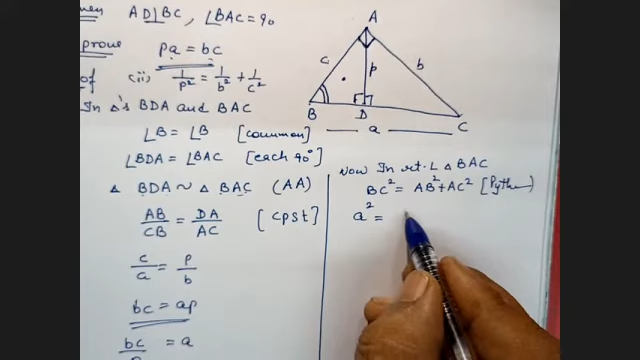 AD⊥BC, ∠BAC=90
prove pa = bc
(ii) 1/p² = 1/b² + 1/c²
In Δ's BDA and BAC
∠B = ∠B [common]
∠BDA = ∠BAC [each 90°]
Δ BDA ~ Δ BAC (AA)
AB/CB = DA/AC [cpst]
c/a = p/b
bc = ap
bc/ = a
A
c
p
b
B
D
C
a
Now In rt.∠ Δ BAC
BC² = AB² + AC² [Pyth]
a² =